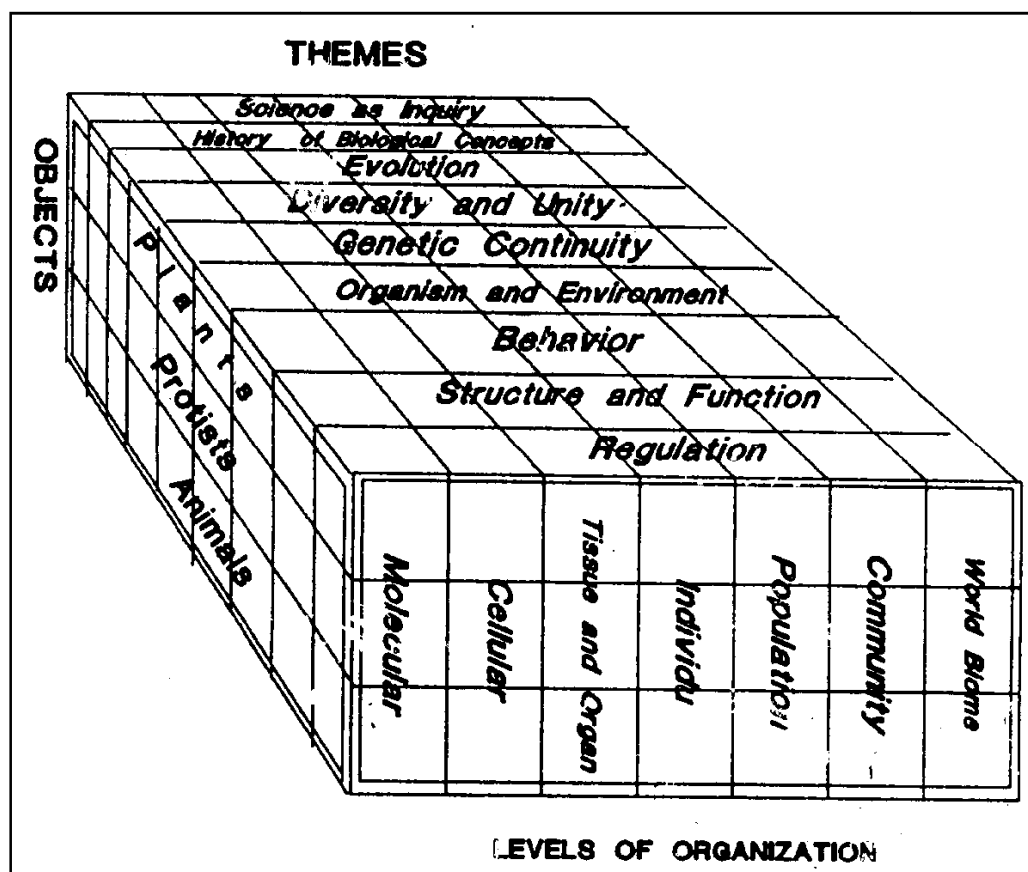 THEMES
Science as Inquiry
History of Biological Concepts
Evolution
Diversity and Unity
Genetic Continuity
Organism and Environment
Behavior
Structure and Function
Regulation
OBJECTS
Plants
Protists
Animals
Molecular
Cellular
Tissue and Organ
Individu
Population
Community
World Biome
LEVELS OF ORGANIZATION